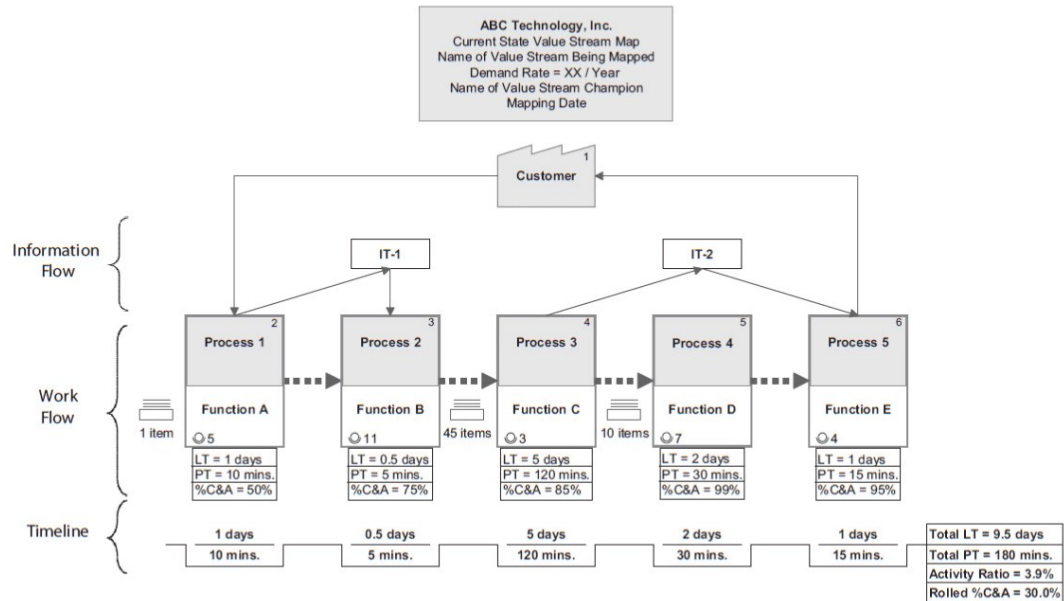 ABC Technology, Inc.
Current State Value Stream Map
Name of Value Stream Being Mapped
Demand Rate = XX / Year
Name of Value Stream Champion
Mapping Date
1
Customer
Information
Flow
IT-1
IT-2
2
Process 1
3
Process 2
4
Process 3
5
Process 4
6
Process 5
Work
Flow
1 item
Function A
5
Function B
11
45 items
Function C
3
10 items
Function D
7
Function E
4
LT = 1 days
PT = 10 mins.
%C&A = 50%
LT = 0.5 days
PT = 5 mins.
%C&A = 75%
LT = 5 days
PT = 120 mins.
%C&A = 85%
LT = 2 days
PT = 30 mins.
%C&A = 99%
LT = 1 days
PT = 15 mins.
%C&A = 95%
Timeline
1 days
10 mins.
0.5 days
5 mins.
5 days
120 mins.
2 days
30 mins.
1 days
15 mins.
Total LT = 9.5 days
Total PT = 180 mins.
Activity Ratio = 3.9%
Rolled %C&A = 30.0%